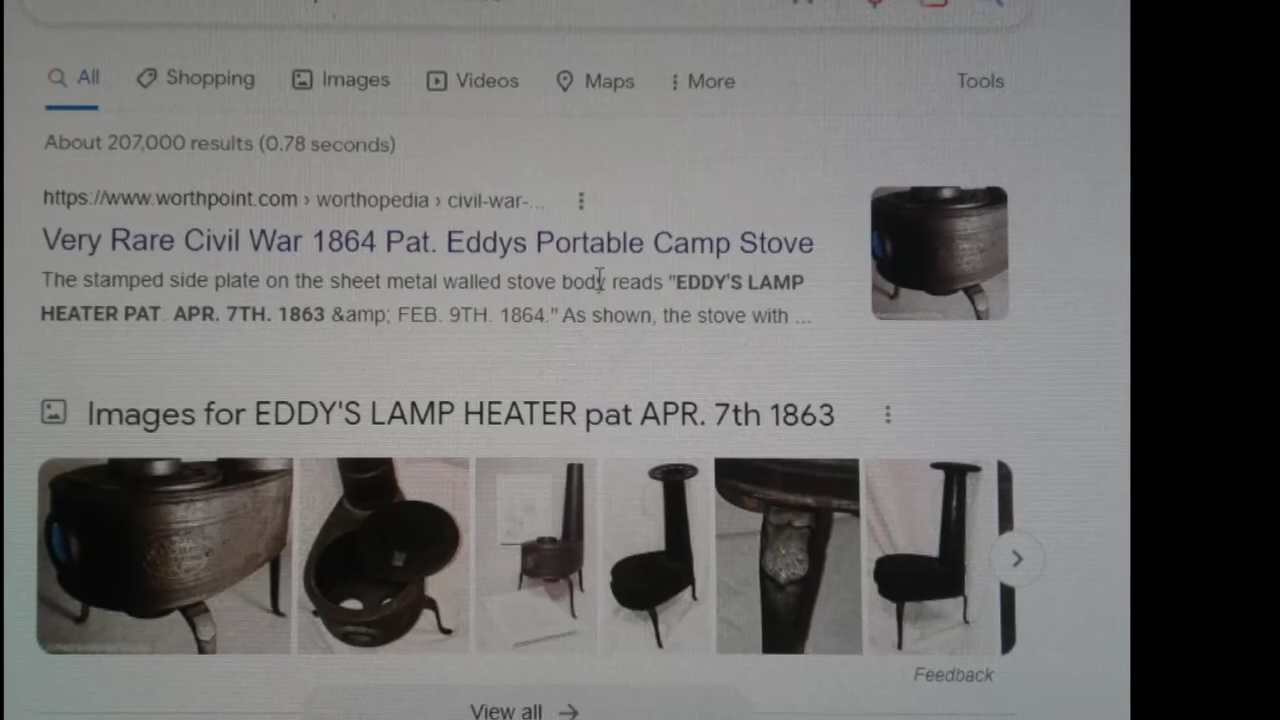 All Shopping Images Videos Maps More Tools
About 207,000 results (0.78 seconds)
https://www.worthpoint.com › worthopedia › civil-war-...
Very Rare Civil War 1864 Pat. Eddys Portable Camp Stove
The stamped side plate on the sheet metal walled stove body reads "EDDY'S LAMP
HEATER PAT. APR. 7TH. 1863 &amp; FEB. 9TH. 1864." As shown, the stove with ...
Images for EDDY'S LAMP HEATER pat APR. 7th 1863
Feedback
View all